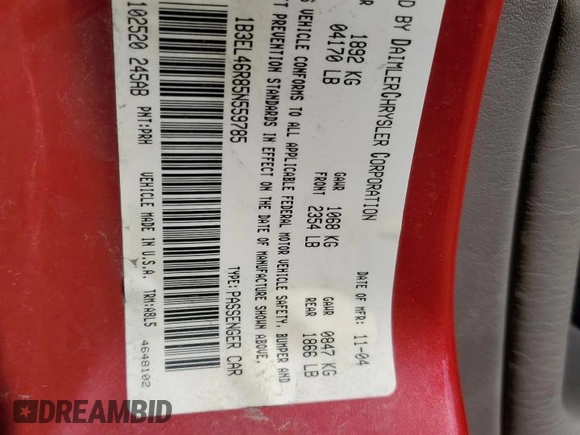 D BY DAIMLERCHRYSLER CORPORATION
DATE OF MFR: 11-04
1892 KG
04170 LB
GAWR FRONT
1068 KG
2354 LB
GAWR REAR
0847 KG
1866 LB
VEHICLE CONFORMS TO ALL APPLICABLE FEDERAL MOTOR VEHICLE SAFETY, BUMPER AND
PREVENTION STANDARDS IN EFFECT ON THE DATE OF MANUFACTURE SHOWN ABOVE.
1B3EL46R85N559785
TYPE:PASSENGER CAR
102520 245AB
PNT:PRH
VEHICLE MADE IN U.S.A.
TRM:A8L5
4648102
DREAMBID